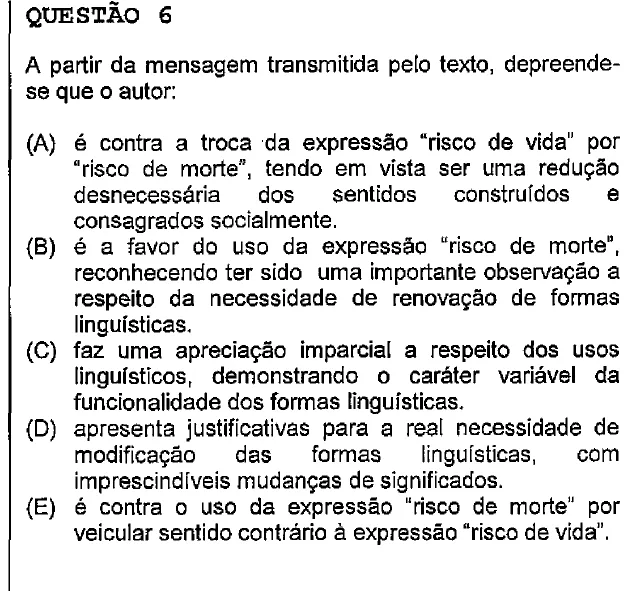 QUESTÃO 6
A partir da mensagem transmitida pelo texto, depreende-
se que o autor:
(A) é contra a troca da expressão "risco de vida" por
"risco de morte", tendo em vista ser uma redução
desnecessária dos sentidos construídos e
consagrados socialmente.
(B) é a favor do uso da expressão "risco de morte",
reconhecendo ter sido uma importante observação a
respeito da necessidade de renovação de formas
linguísticas.
(C) faz uma apreciação imparcial a respeito dos usos
linguísticos, demonstrando o caráter variável da
funcionalidade dos formas linguísticas.
(D) apresenta justificativas para a real necessidade de
modificação das formas linguísticas, com
imprescindíveis mudanças de significados.
(E) é contra o uso da expressão "risco de morte" por
veicular sentido contrário à expressão "risco de vida".